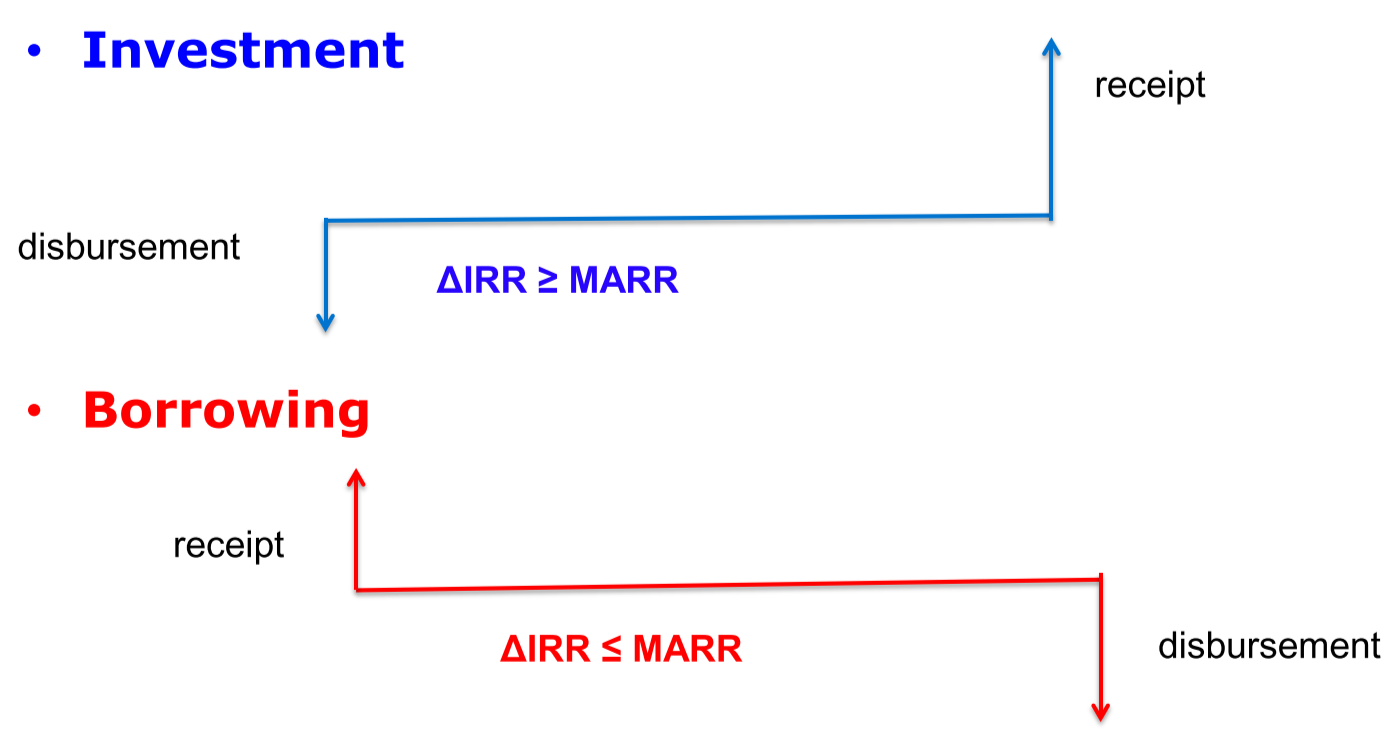 • Investment
receipt
disbursement
ΔIRR ≥ MARR
• Borrowing
receipt
ΔIRR ≤ MARR
disbursement